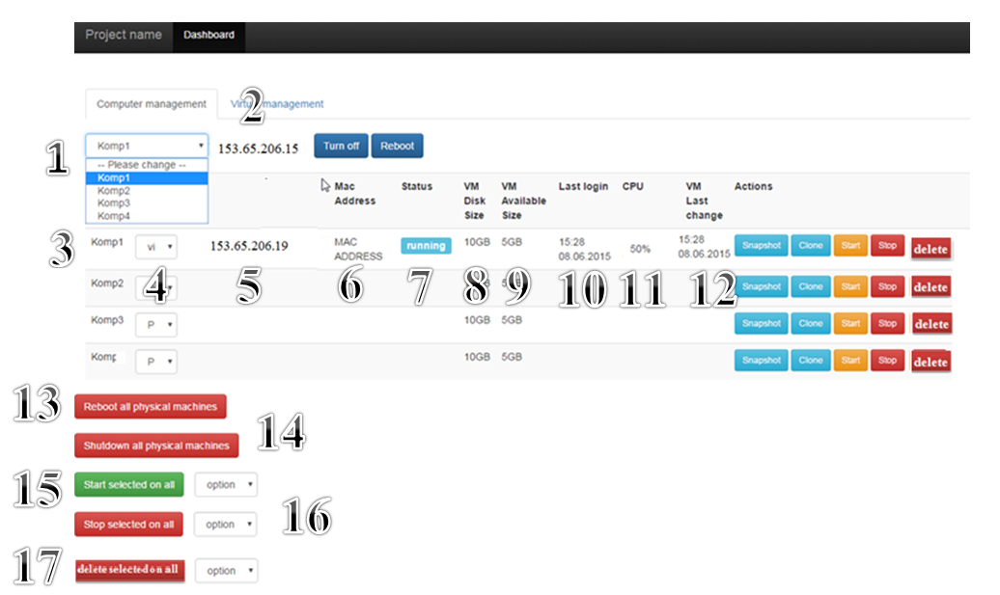 Project name Dashboard
Computer management Virtual management
2
1
Komp1 153.65.206.15 Turn off Reboot
-- Please change --
Komp1
Komp2
Komp3
Komp4
Mac Address Status VM Disk Size VM Available Size Last login CPU VM Last change Actions
3
Komp1 vi 153.65.206.19 MAC ADDRESS running 10GB 5GB 15:28 08.06.2015 50% 15:28 08.06.2015 Snapshot Clone Start Stop delete
4 5 6 7 8 9 10 11 12
Komp2 Snapshot Clone Start Stop delete
Komp3 P 10GB 5GB Snapshot Clone Start Stop delete
P 10GB 5GB Snapshot Clone Start Stop delete
13 Reboot all physical machines
14
Shutdown all physical machines
15 Start selected on all option
16
Stop selected on all option
17 delete selected on all option